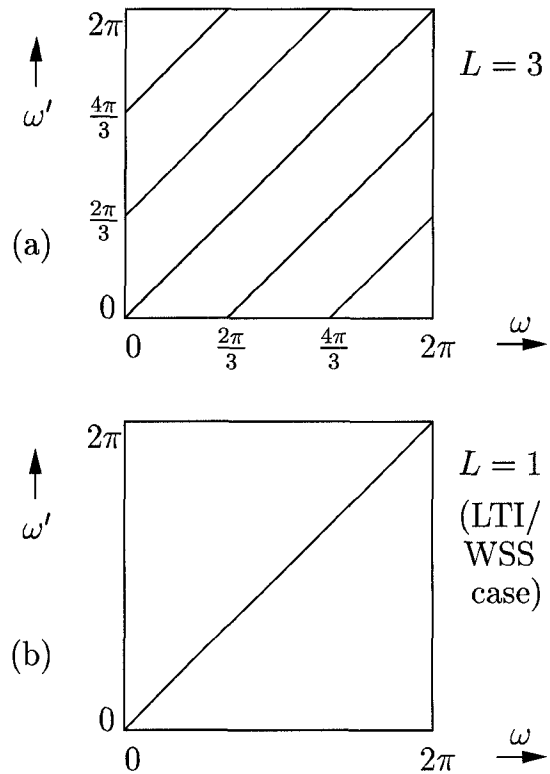 2π
L = 3
ω′
4π/3
2π/3
(a)
0
0 2π/3 4π/3 2π ω
2π
L = 1
ω′
(LTI/
WSS
case)
(b)
0
0 2π ω